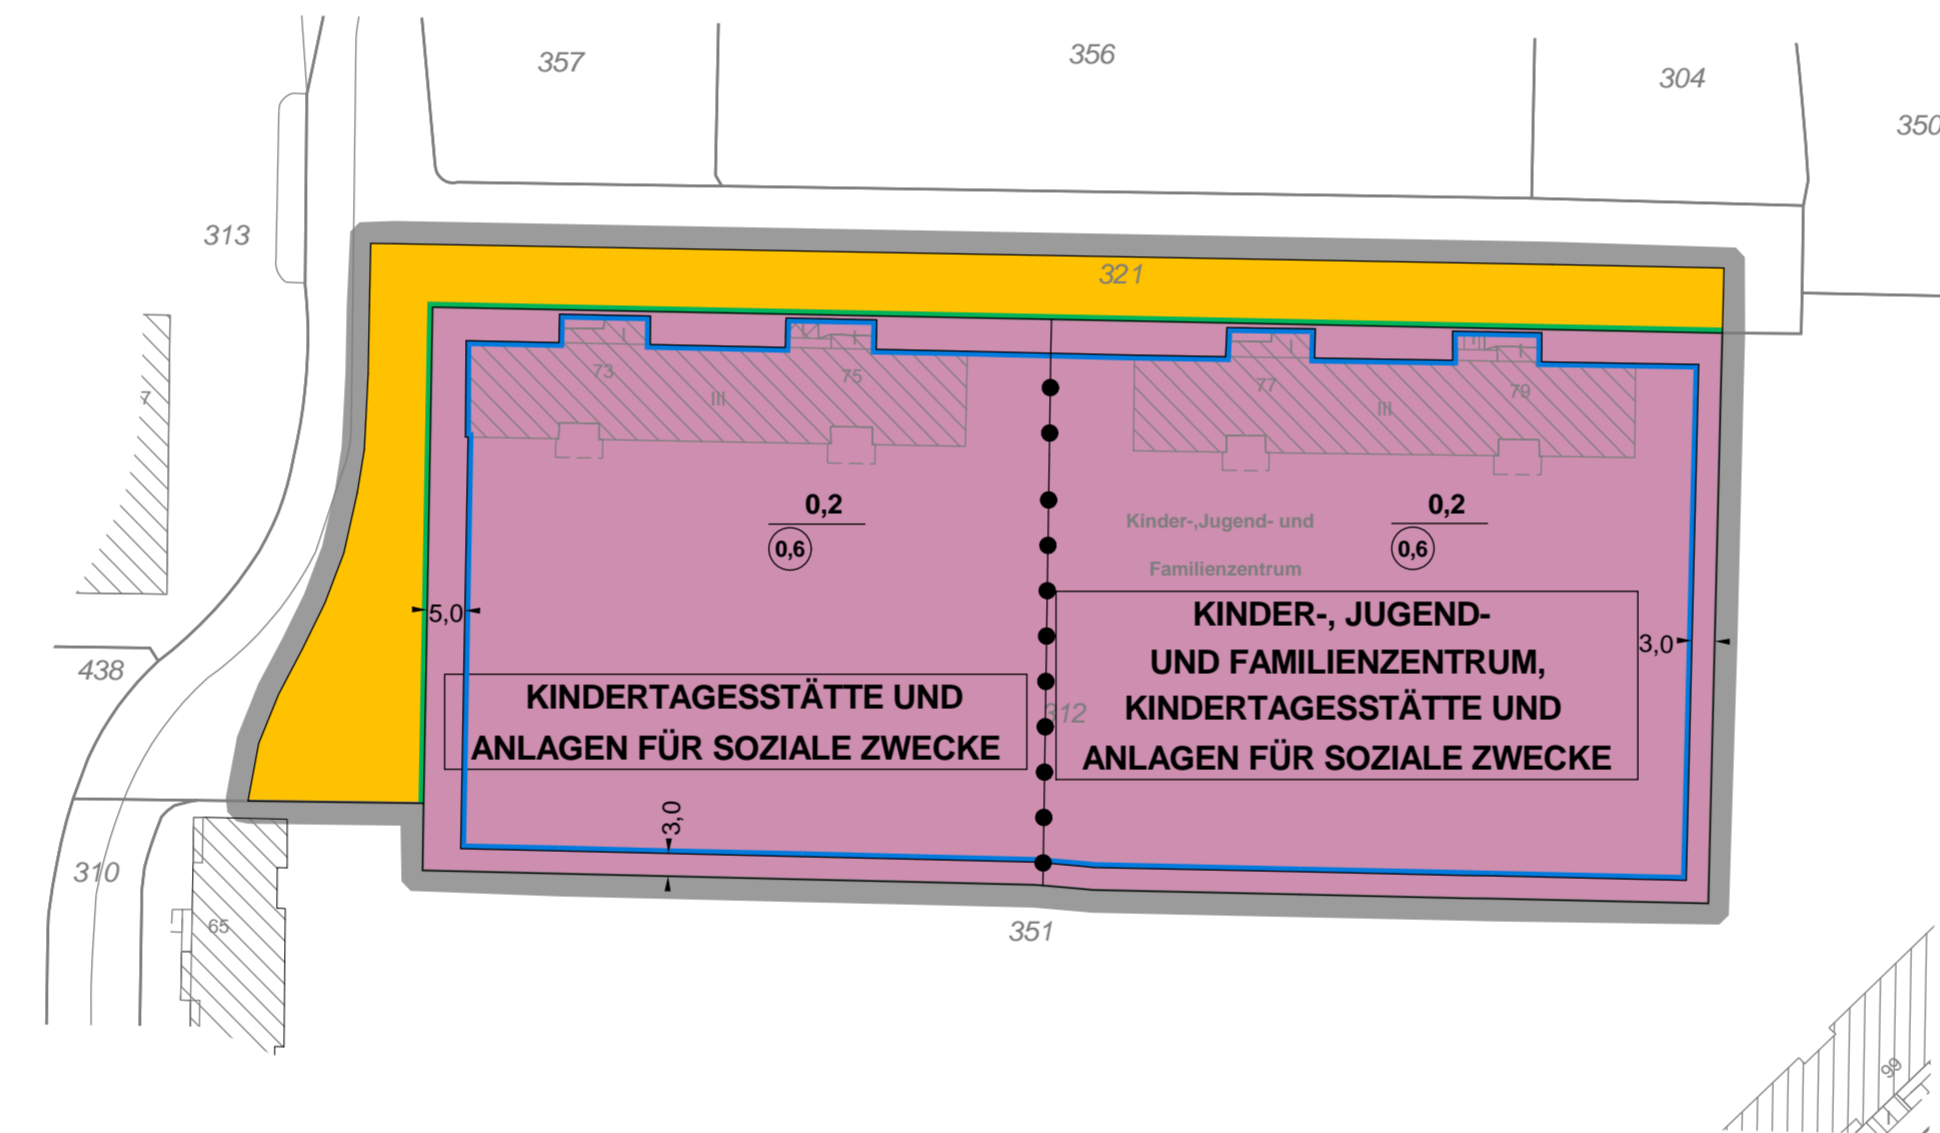 357
356
304
350
313
321
73
III
75
77
III
79
7
0,2
0,6
0,2
0,6
Kinder-,Jugend- und
Familienzentrum
5,0
3,0
438
KINDERTAGESSTÄTTE UND
ANLAGEN FÜR SOZIALE ZWECKE
312
KINDER-, JUGEND-
UND FAMILIENZENTRUM,
KINDERTAGESSTÄTTE UND
ANLAGEN FÜR SOZIALE ZWECKE
3,0
310
65
351
99